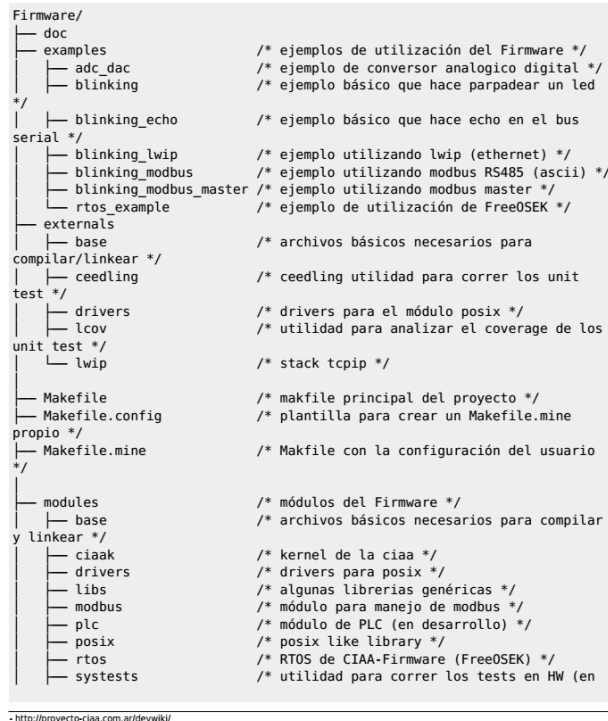 Firmware/
├── doc
├── examples /* ejemplos de utilización del Firmware */
│ ├── adc_dac /* ejemplo de conversor analogico digital */
│ ├── blinking /* ejemplo básico que hace parpadear un led
*/
│ ├── blinking_echo /* ejemplo básico que hace echo en el bus
serial */
│ ├── blinking_lwip /* ejemplo utilizando lwip (ethernet) */
│ ├── blinking_modbus /* ejemplo utilizando modbus RS485 (ascii) */
│ ├── blinking_modbus_master /* ejemplo utilizando modbus master */
│ └── rtos_example /* ejemplo de utilización de FreeOSEK */
├── externals
│ ├── base /* archivos básicos necesarios para
compilar/linkear */
│ ├── ceedling /* ceedling utilidad para correr los unit
test */
│ ├── drivers /* drivers para el módulo posix */
│ ├── lcov /* utilidad para analizar el coverage de los
unit test */
│ └── lwip /* stack tcpip */
│
├── Makefile /* makfile principal del proyecto */
├── Makefile.config /* plantilla para crear un Makefile.mine
propio */
├── Makefile.mine /* Makfile con la configuración del usuario
*/
│
├── modules /* módulos del Firmware */
│ ├── base /* archivos básicos necesarios para compilar
y linkear */
│ ├── ciaak /* kernel de la ciaa */
│ ├── drivers /* drivers para posix */
│ ├── libs /* algunas librerias genéricas */
│ ├── modbus /* módulo para manejo de modbus */
│ ├── plc /* módulo de PLC (en desarrollo) */
│ ├── posix /* posix like library */
│ ├── rtos /* RTOS de CIAA-Firmware (FreeOSEK) */
│ ├── systests /* utilidad para correr los tests en HW (en
- http://proyecto-ciaa.com.ar/devwiki/